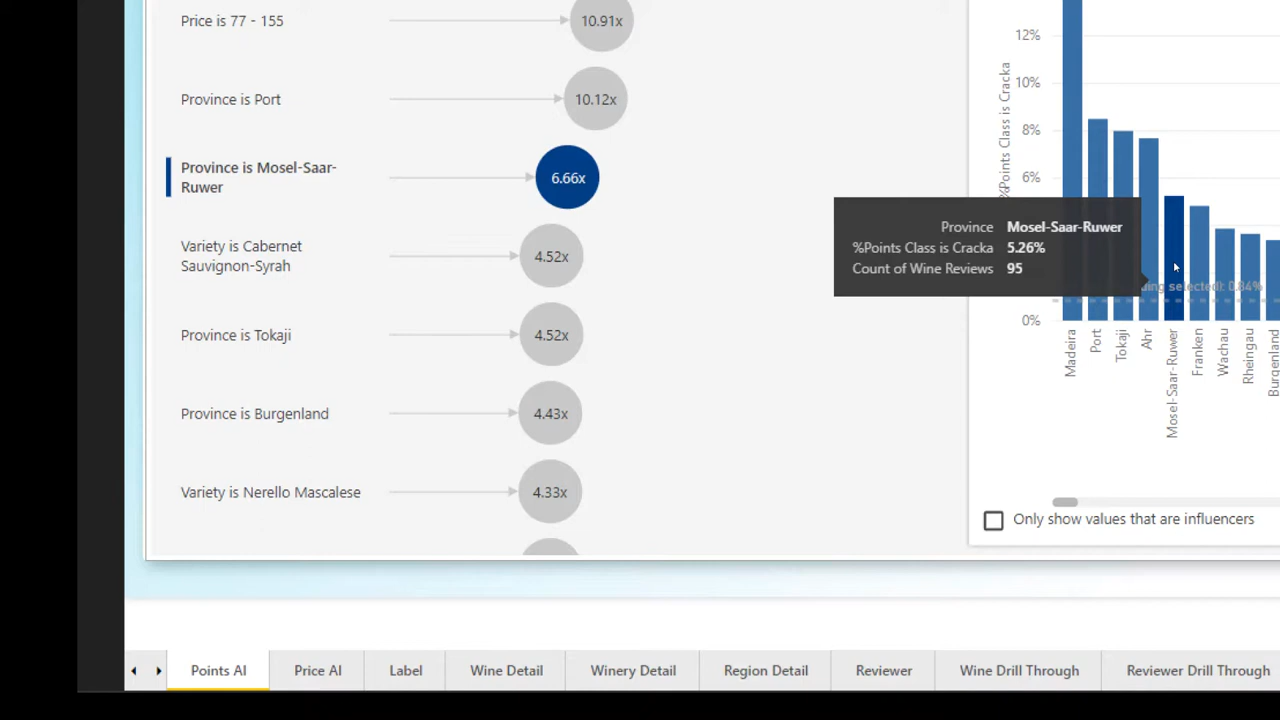 Price is 77 - 155
10.91x
Province is Port
10.12x
Province is Mosel-Saar-
Ruwer
6.66x
Variety is Cabernet
Sauvignon-Syrah
4.52x
Province is Tokaji
4.52x
Province is Burgenland
4.43x
Variety is Nerello Mascalese
4.33x
%Points Class is Cracka
12%
10%
8%
6%
0%
Province Mosel-Saar-Ruwer
%Points Class is Cracka 5.26%
Count of Wine Reviews 95
selected): 0.84%
Madeira
Port
Tokaji
Ahr
Mosel-Saar-Ruwer
Franken
Wachau
Rheingau
Burgenland
Only show values that are influencers
Points AI
Price AI
Label
Wine Detail
Winery Detail
Region Detail
Reviewer
Wine Drill Through
Reviewer Drill Through